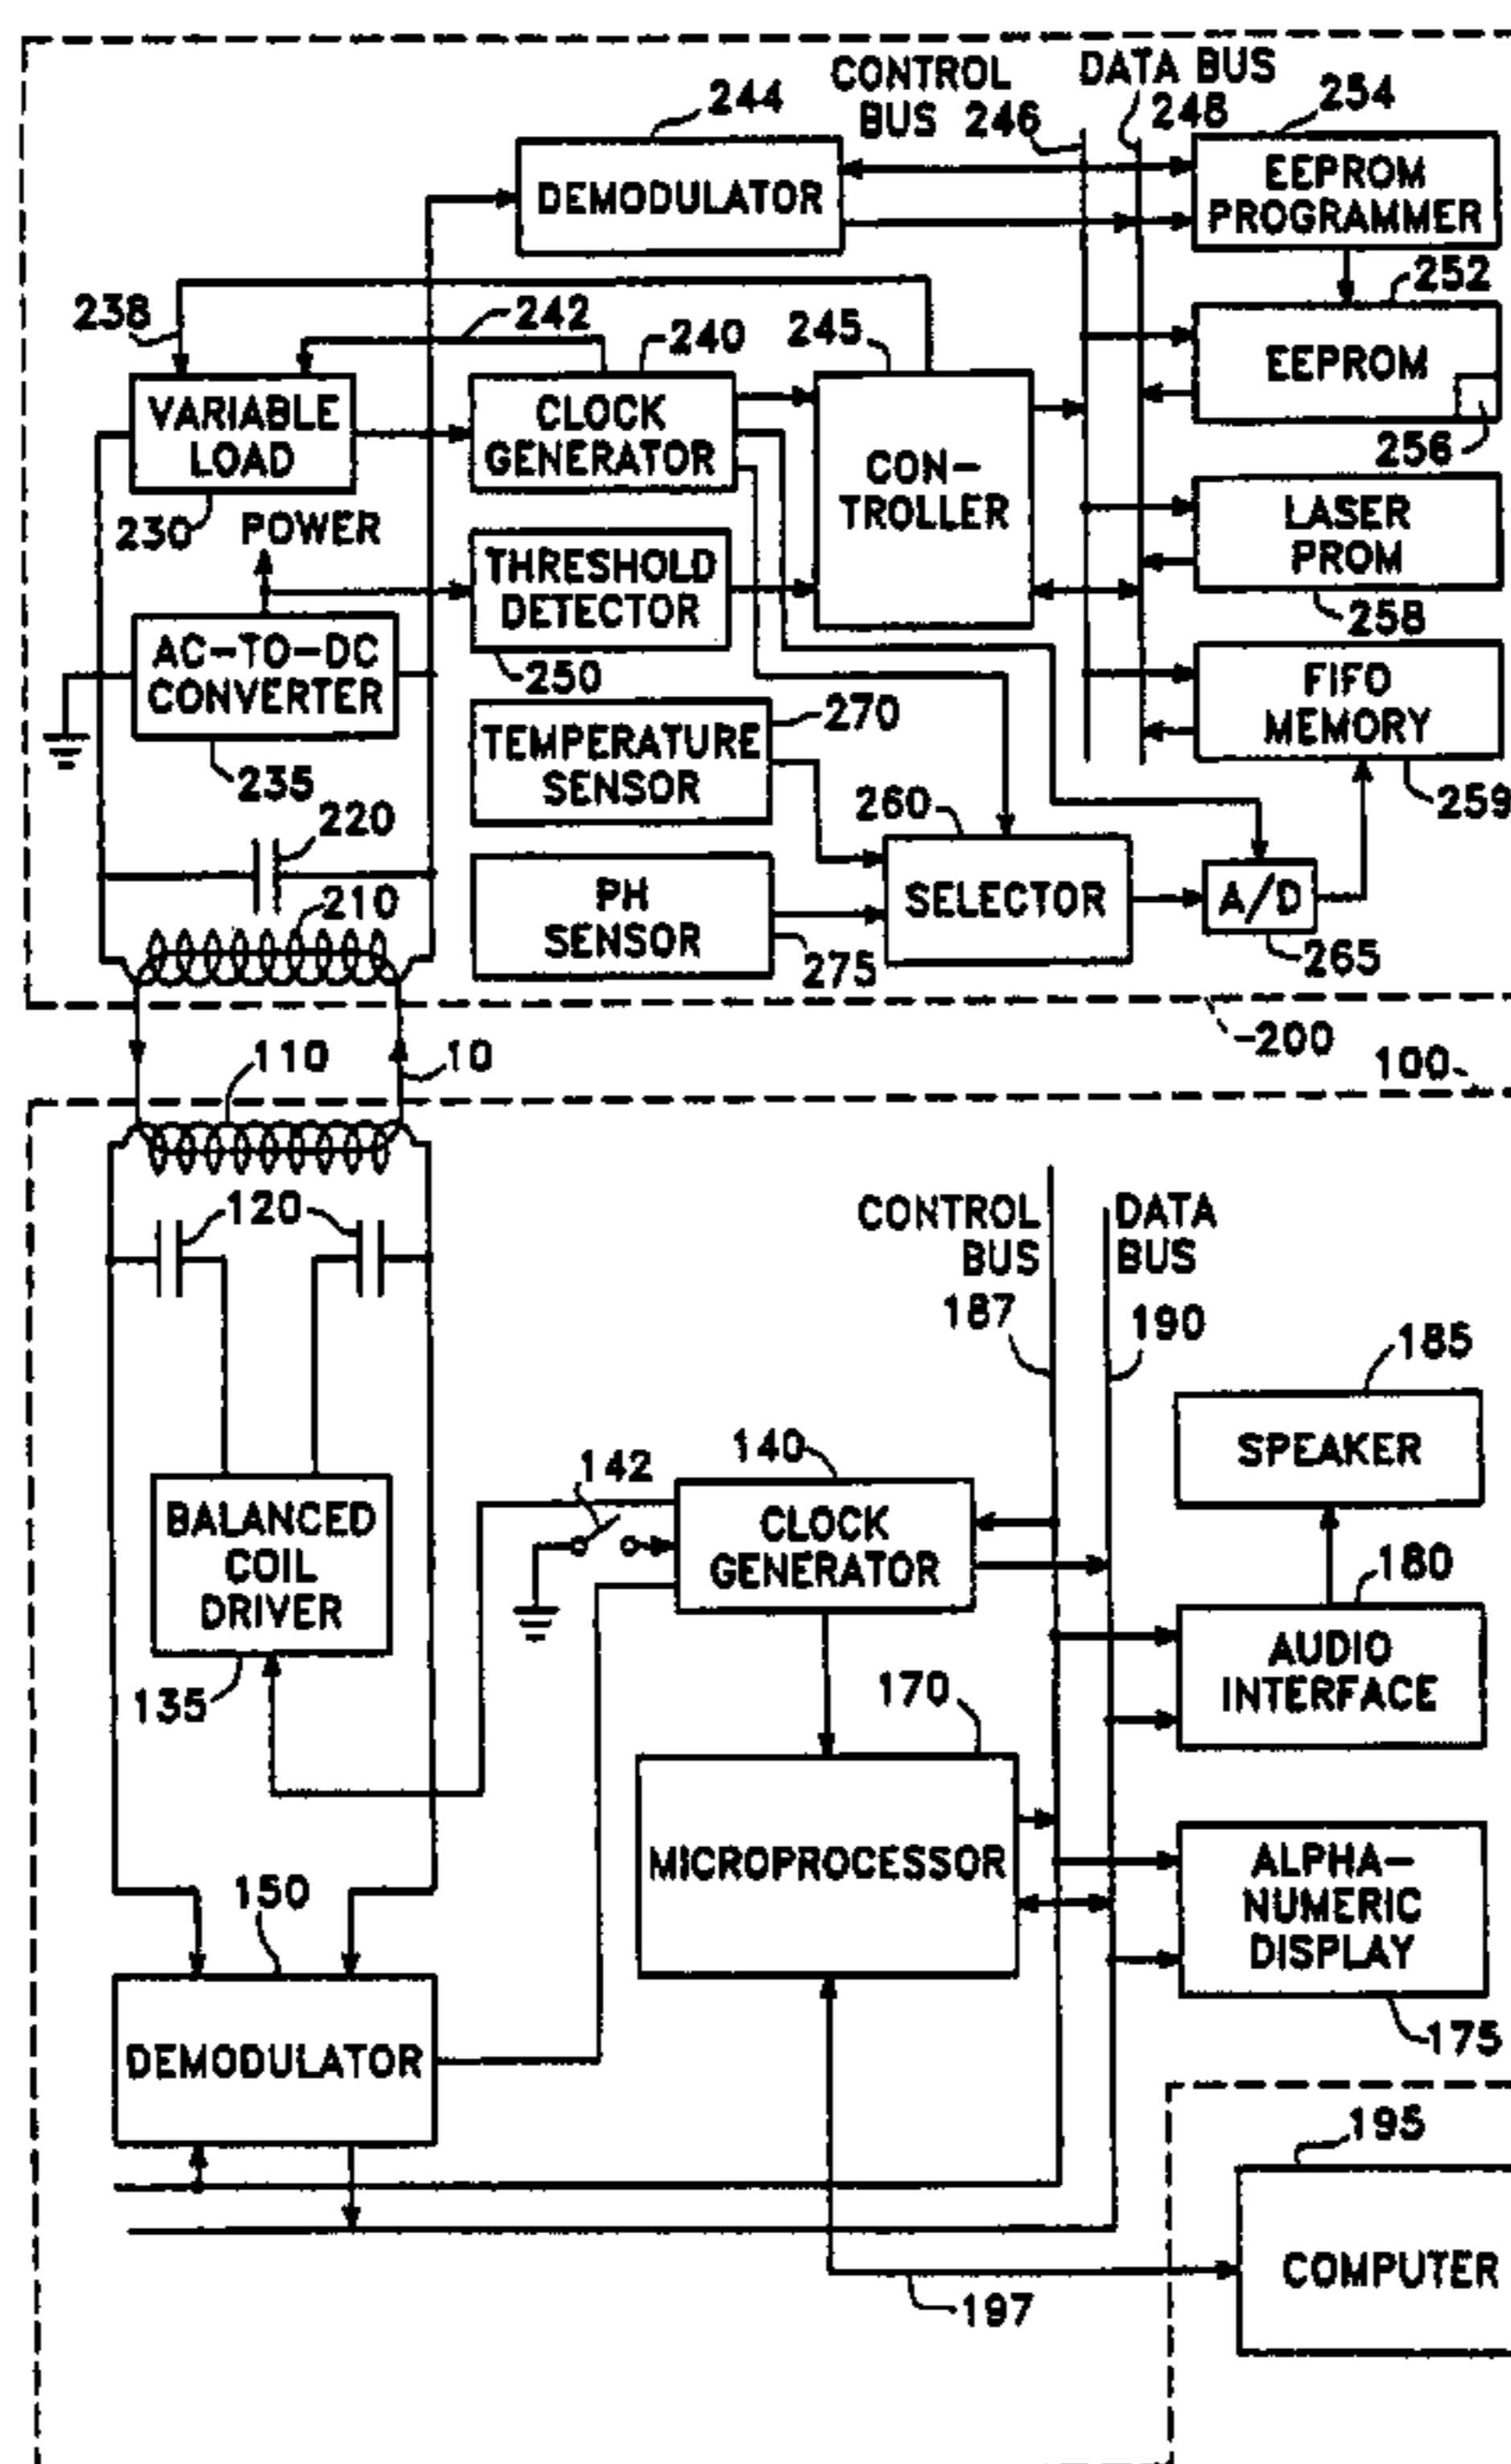 CONTROL
BUS 246
DATA BUS
248
244
254
DEMODULATOR
EEPROM
PROGRAMMER
238
242
240
245
252
VARIABLE
LOAD
CLOCK
GENERATOR
CON-
TROLLER
EEPROM
256
230
POWER
THRESHOLD
DETECTOR
LASER
PROM
258
AC-TO-DC
CONVERTER
250
235
TEMPERATURE
SENSOR
270
FIFO
MEMORY
259
220
260
210
PH
SENSOR
275
SELECTOR
A/D
265
200
100
110
10
120
CONTROL
BUS
187
DATA
BUS
190
185
SPEAKER
142
140
BALANCED
COIL
DRIVER
135
CLOCK
GENERATOR
180
AUDIO
INTERFACE
170
MICROPROCESSOR
ALPHA-
NUMERIC
DISPLAY
175
150
DEMODULATOR
195
COMPUTER
197